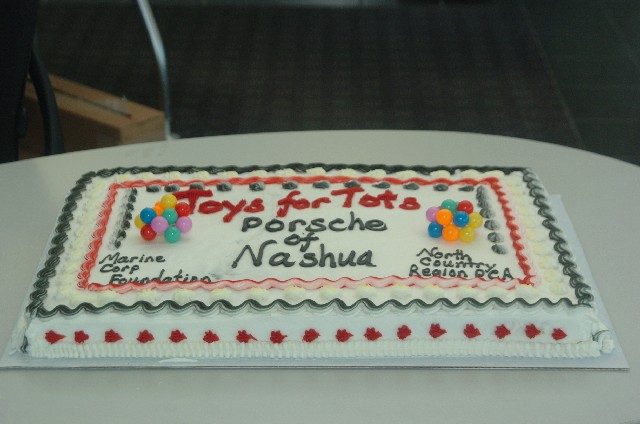 Toys for Tots
Porsche
of
Nashua
Marine
Corp
Foundation
North
Country
Region PCA